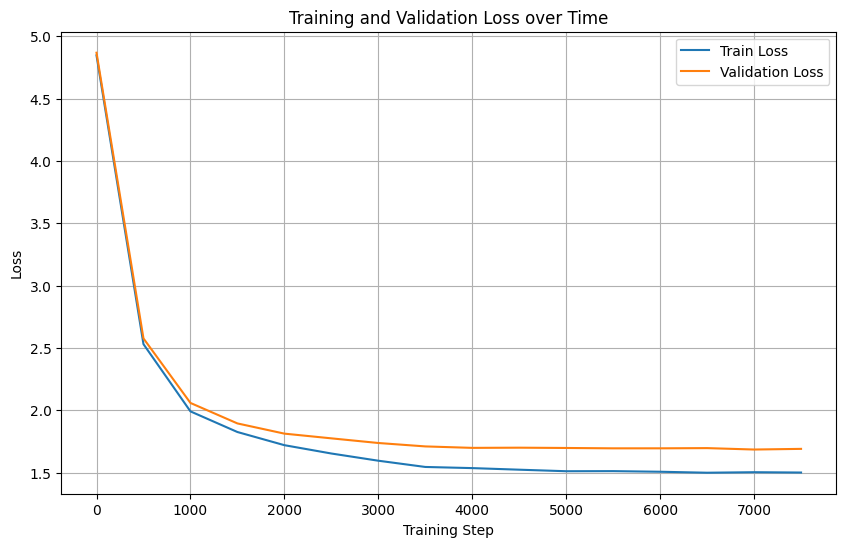 Training and Validation Loss over Time
Train Loss
Validation Loss
5.0
4.5
4.0
3.5
3.0
2.5
2.0
1.5
Loss
0 1000 2000 3000 4000 5000 6000 7000
Training Step